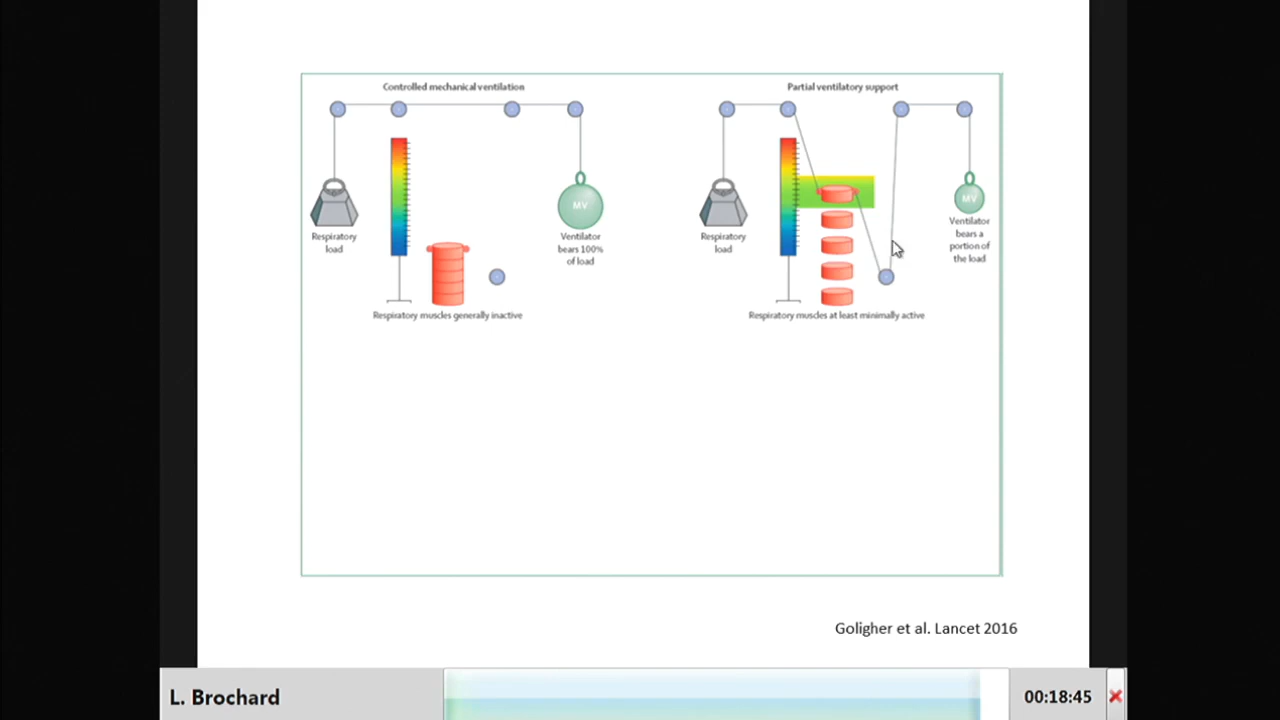 Controlled mechanical ventilation
Partial ventilatory support
MV
MV
Respiratory
load
Ventilator
bears 100%
of load
Respiratory
load
Ventilator
bears a
portion of
the load
Respiratory muscles generally inactive
Respiratory muscles at least minimally active
Goligher et al. Lancet 2016
L. Brochard
00:18:45